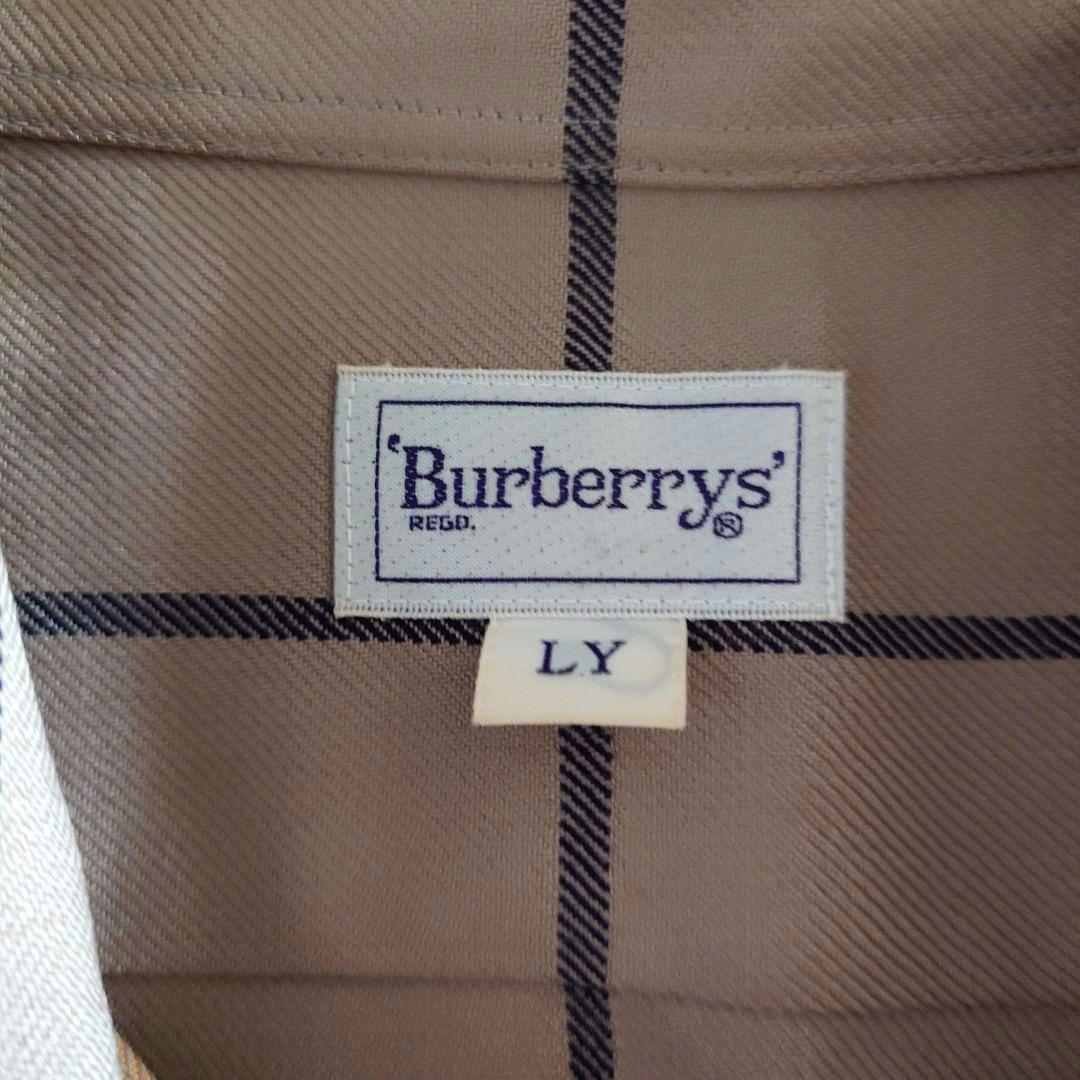 'Burberrys'
REGD. ®
LY